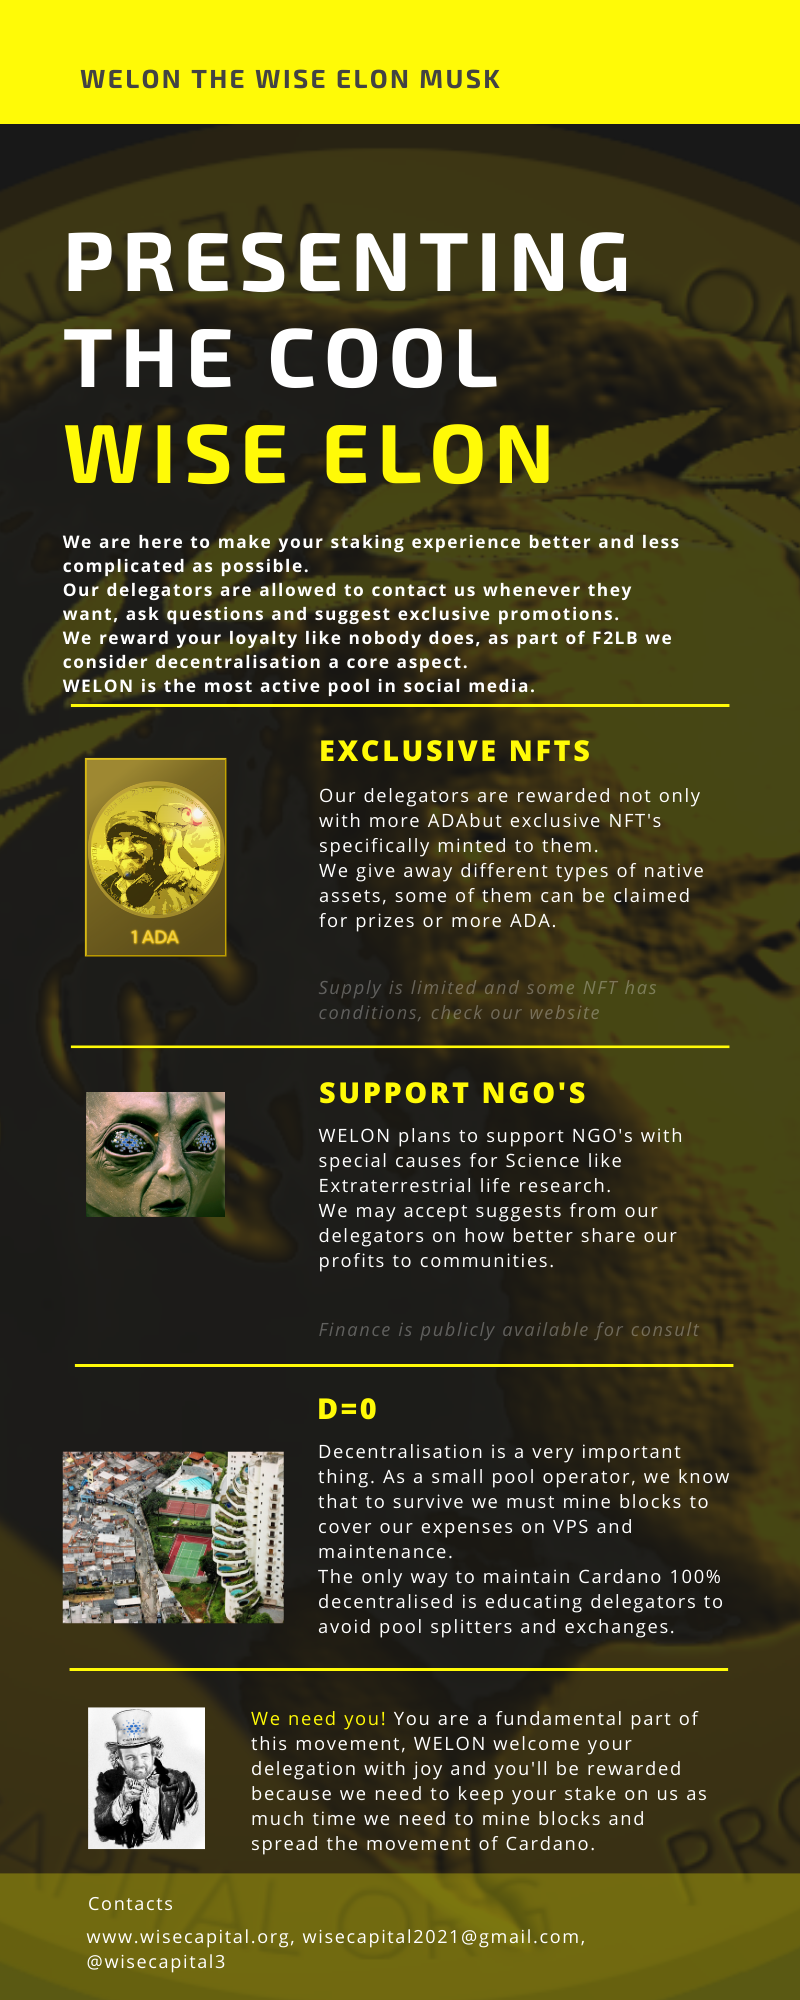 WELON THE WISE ELON MUSK
PRESENTING
THE COOL
WISE ELON
We are here to make your staking experience better and less
complicated as possible.
Our delegators are allowed to contact us whenever they
want, ask questions and suggest exclusive promotions.
We reward your loyalty like nobody does, as part of F2LB we
consider decentralisation a core aspect.
WELON is the most active pool in social media.
EXCLUSIVE NFTS
Our delegators are rewarded not only
with more ADAbut exclusive NFT's
specifically minted to them.
We give away different types of native
assets, some of them can be claimed
for prizes or more ADA.
1 ADA
Supply is limited and some NFT has
conditions, check our website
SUPPORT NGO'S
WELON plans to support NGO's with
special causes for Science like
Extraterrestrial life research.
We may accept suggests from our
delegators on how better share our
profits to communities.
Finance is publicly available for consult
D=0
Decentralisation is a very important
thing. As a small pool operator, we know
that to survive we must mine blocks to
cover our expenses on VPS and
maintenance.
The only way to maintain Cardano 100%
decentralised is educating delegators to
avoid pool splitters and exchanges.
We need you! You are a fundamental part of
this movement, WELON welcome your
delegation with joy and you'll be rewarded
because we need to keep your stake on us as
much time we need to mine blocks and
spread the movement of Cardano.
Contacts
www.wisecapital.org, wisecapital2021@gmail.com,
@wisecapital3